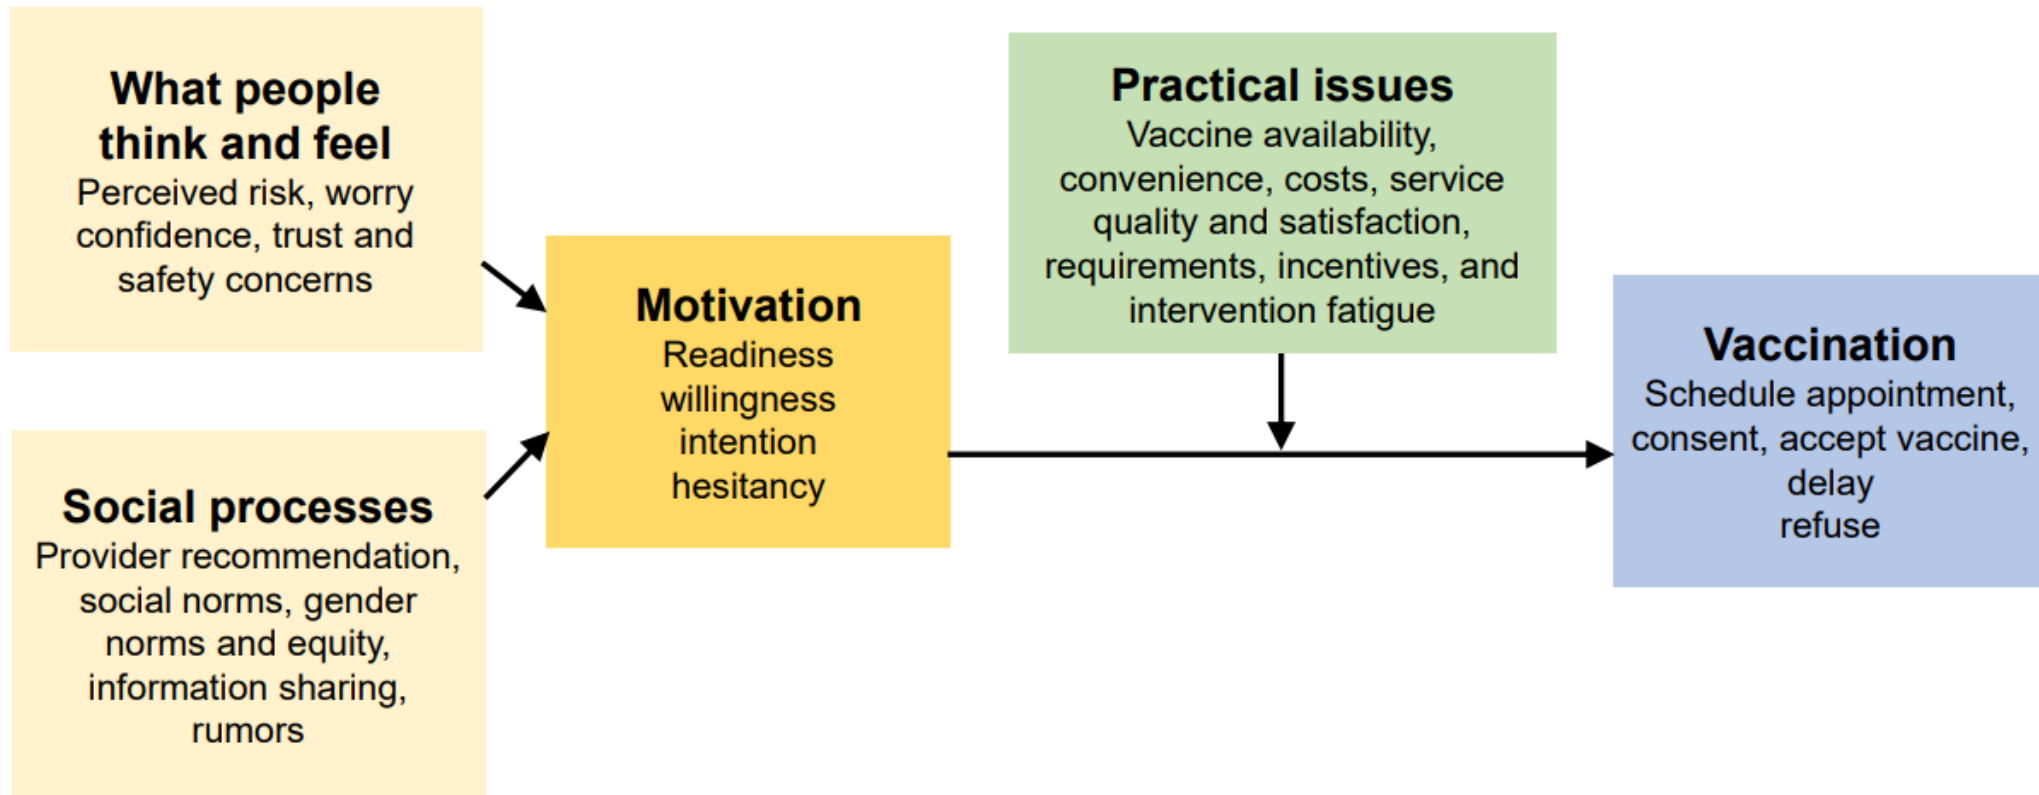 What people
think and feel
Perceived risk, worry
confidence, trust and
safety concerns
Social processes
Provider recommendation,
social norms, gender
norms and equity,
information sharing,
rumors
Motivation
Readiness
willingness
intention
hesitancy
Practical issues
Vaccine availability,
convenience, costs, service
quality and satisfaction,
requirements, incentives, and
intervention fatigue
Vaccination
Schedule appointment,
consent, accept vaccine,
delay
refuse